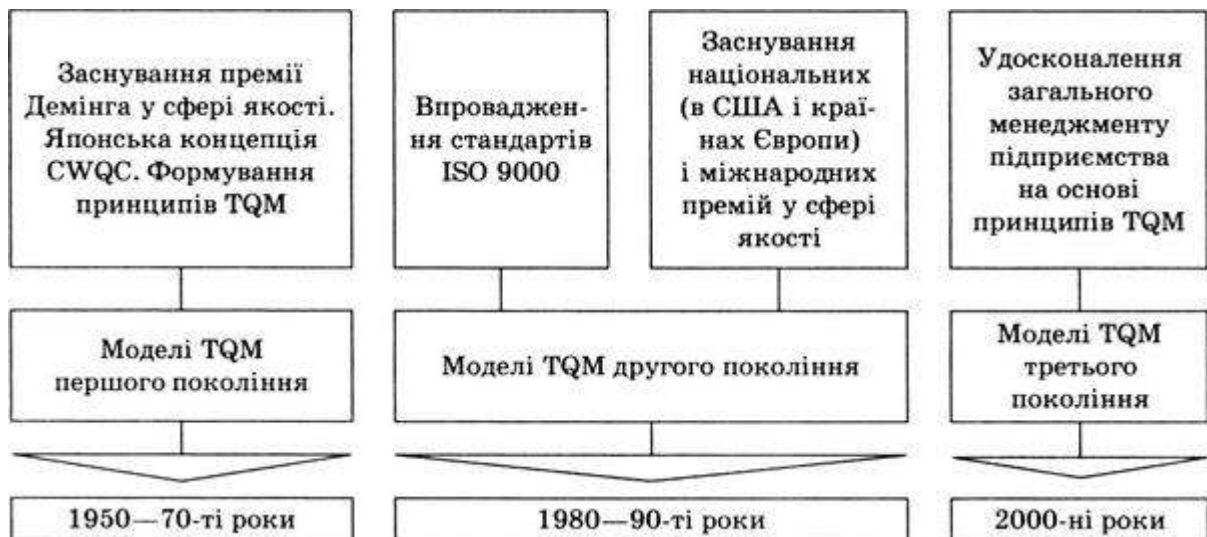 Заснування премії
Демінга у сфері якості.
Японська концепція
CWQC. Формування
принципів TQM
Впроваджен-
ня стандартів
ISO 9000
Заснування
національних
(в США і краї-
нах Європи)
і міжнародних
премій у сфері
якості
Удосконалення
загального
менеджменту
підприємства
на основі
принципів TQM
Моделі TQM
першого покоління
Моделі TQM другого покоління
Моделі TQM
третього
покоління
1950—70-ті роки
1980—90-ті роки
2000-ні роки